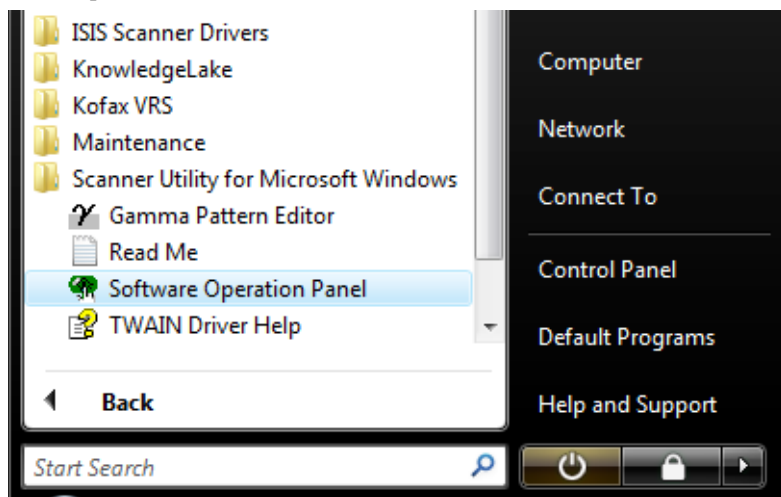 ISIS Scanner Drivers
KnowledgeLake
Kofax VRS
Maintenance
Scanner Utility for Microsoft Windows
Gamma Pattern Editor
Read Me
Software Operation Panel
TWAIN Driver Help
Back
Start Search
Computer
Network
Connect To
Control Panel
Default Programs
Help and Support